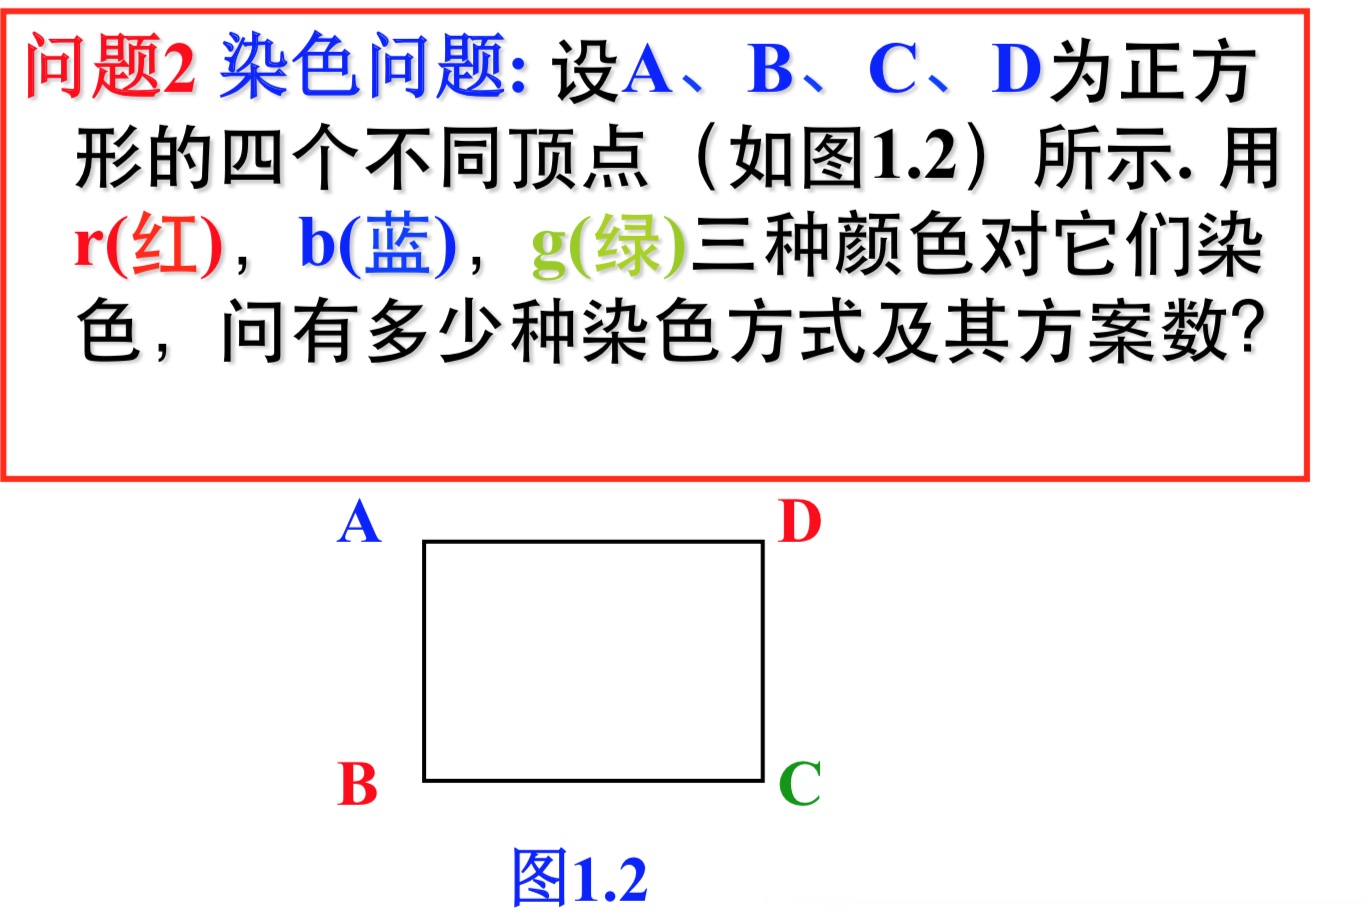 问题2 染色问题: 设A、B、C、D为正方
形的四个不同顶点（如图1.2）所示. 用
r(红)，b(蓝)，g(绿)三种颜色对它们染
色，问有多少种染色方式及其方案数?
A
D
B
C
图1.2